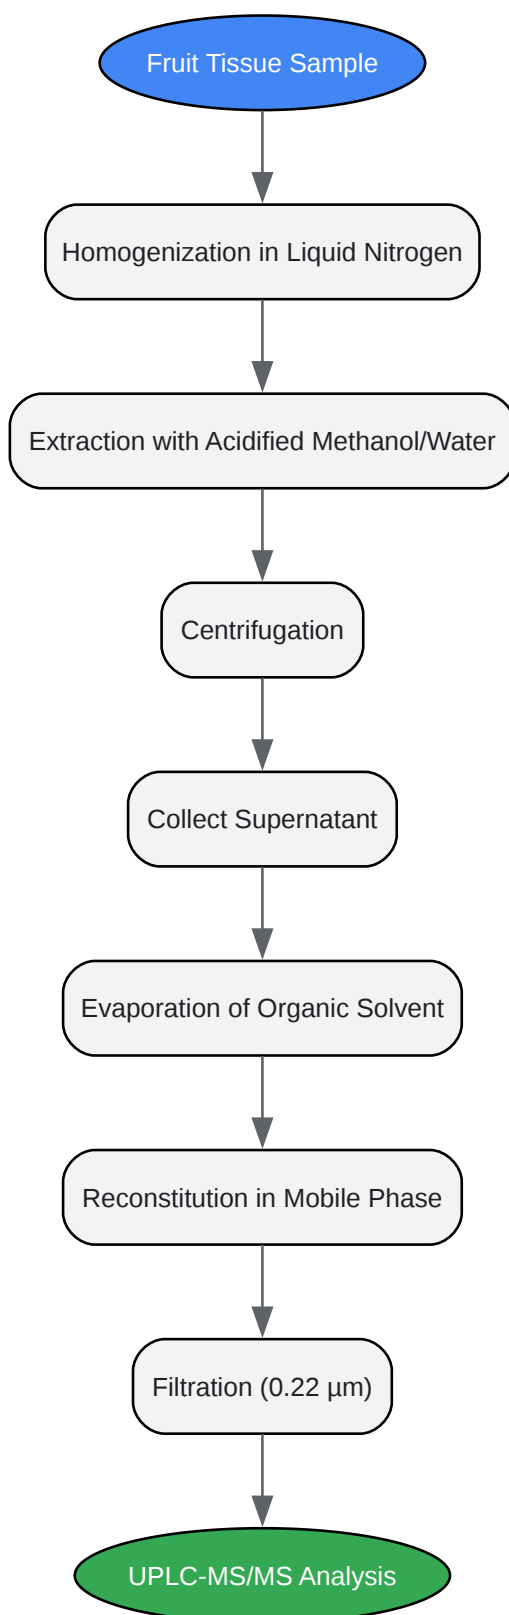 Fruit Tissue Sample
Homogenization in Liquid Nitrogen
Extraction with Acidified Methanol/Water
Centrifugation
Collect Supernatant
Evaporation of Organic Solvent
Reconstitution in Mobile Phase
Filtration (0.22 µm)
UPLC-MS/MS Analysis